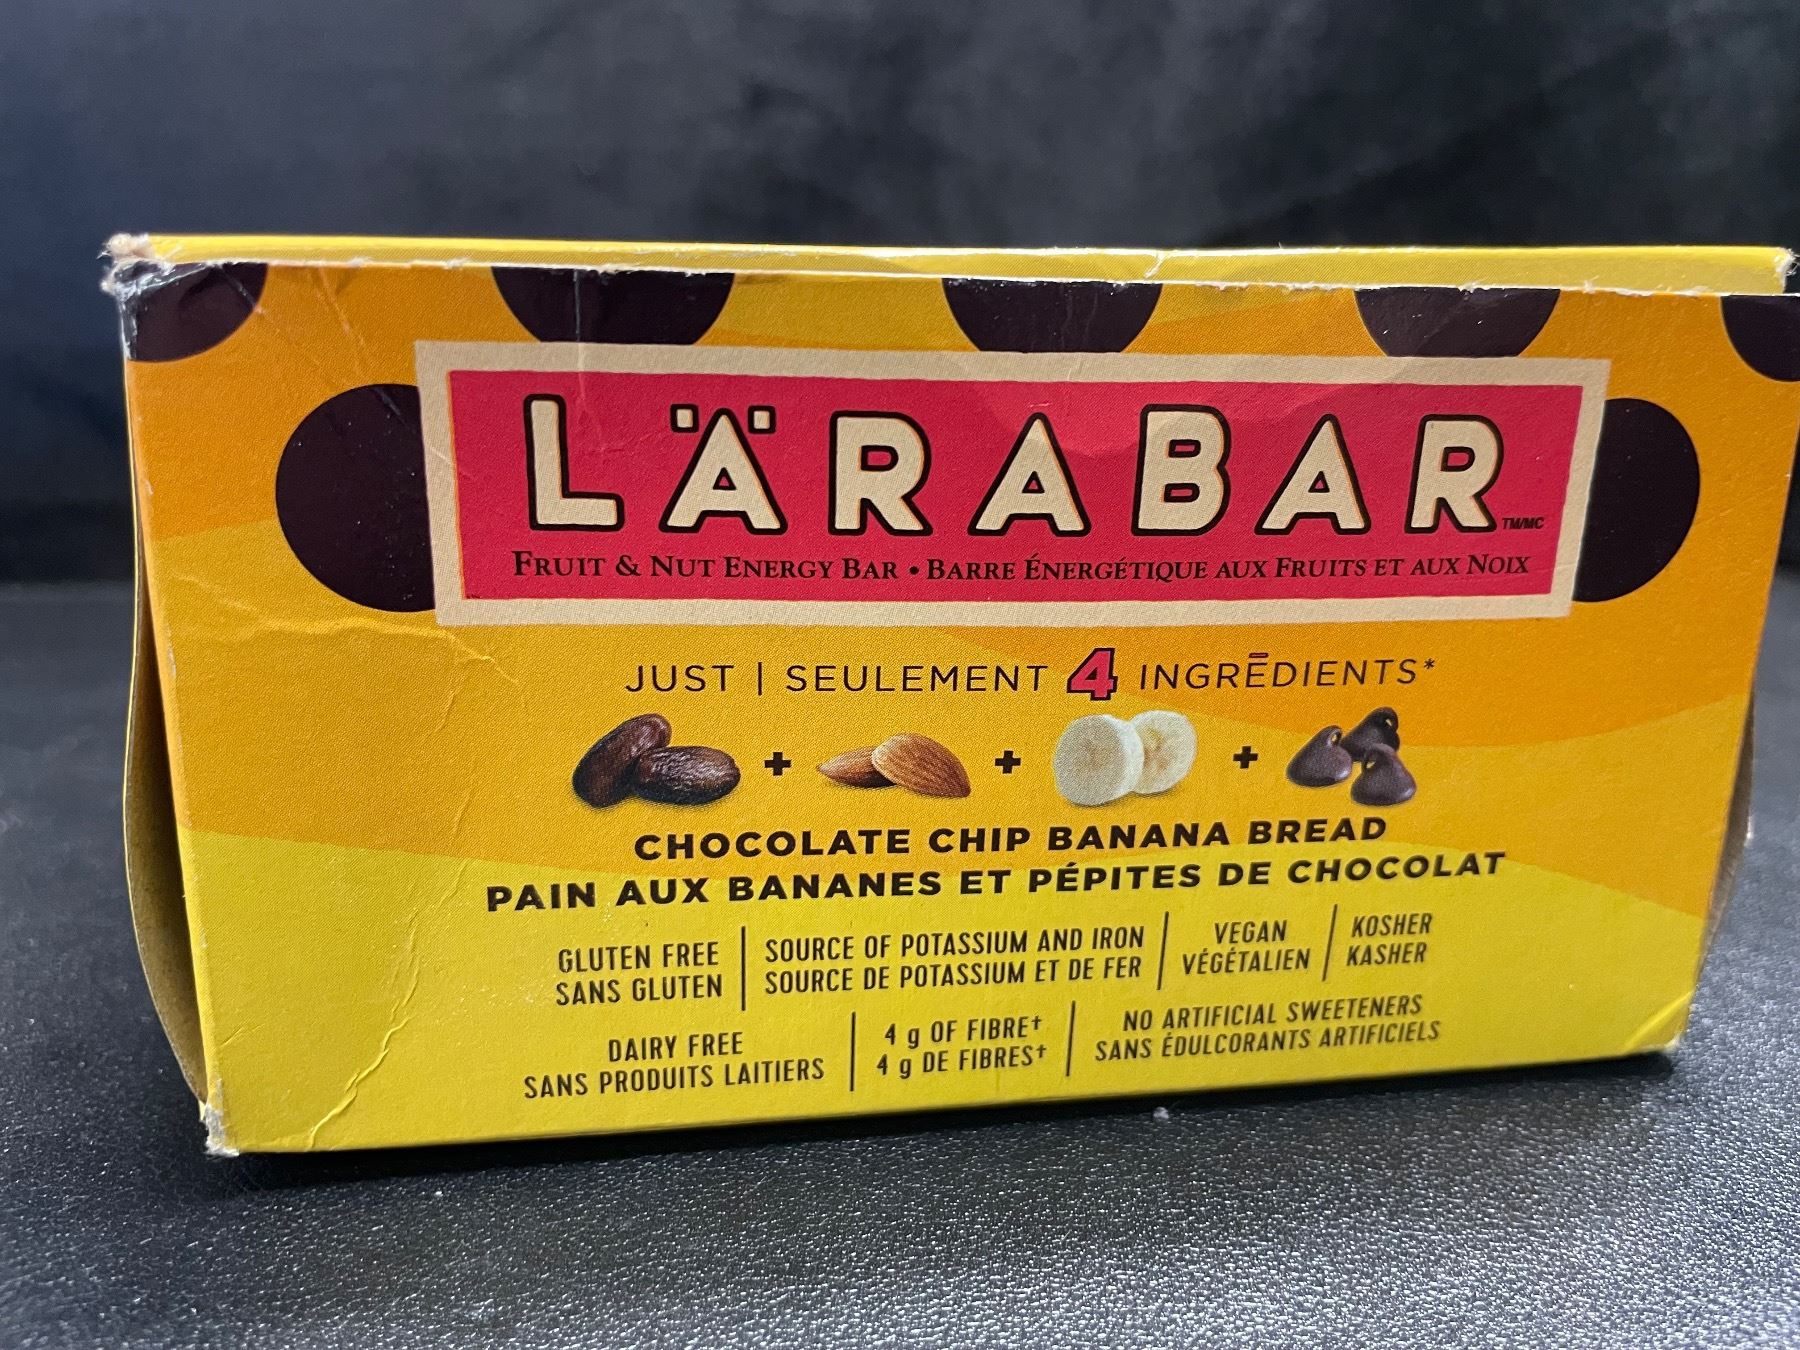 LÄRABAR TM/MC
FRUIT & NUT ENERGY BAR • BARRE ÉNERGÉTIQUE AUX FRUITS ET AUX NOIX
JUST | SEULEMENT 4 INGRĒDIENTS*
+ + +
CHOCOLATE CHIP BANANA BREAD
PAIN AUX BANANES ET PÉPITES DE CHOCOLAT
GLUTEN FREE
SANS GLUTEN
SOURCE OF POTASSIUM AND IRON
SOURCE DE POTASSIUM ET DE FER
VEGAN
VÉGÉTALIEN
KOSHER
KASHER
DAIRY FREE
SANS PRODUITS LAITIERS
4 g OF FIBRE†
4 g DE FIBRES†
NO ARTIFICIAL SWEETENERS
SANS ÉDULCORANTS ARTIFICIELS